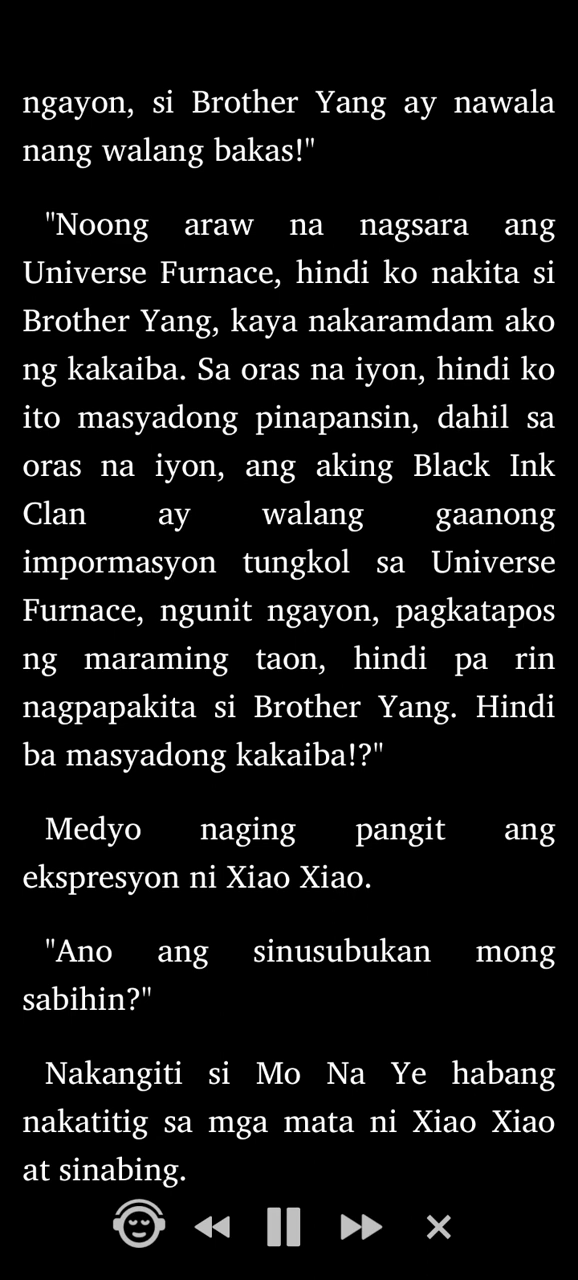 ngayon, si Brother Yang ay nawala
nang walang bakas!"
"Noong araw na nagsara ang
Universe Furnace, hindi ko nakita si
Brother Yang, kaya nakaramdam ako
ng kakaiba. Sa oras na iyon, hindi ko
ito masyadong pinapansin, dahil sa
oras na iyon, ang aking Black Ink
Clan ay walang gaanong
impormasyon tungkol sa Universe
Furnace, ngunit ngayon, pagkatapos
ng maraming taon, hindi pa rin
nagpapakita si Brother Yang. Hindi
ba masyadong kakaiba!?"
Medyo naging pangit ang
ekspresyon ni Xiao Xiao.
"Ano ang sinusubukan mong
sabihin?"
Nakangiti si Mo Na Ye habang
nakatitig sa mga mata ni Xiao Xiao
at sinabing.